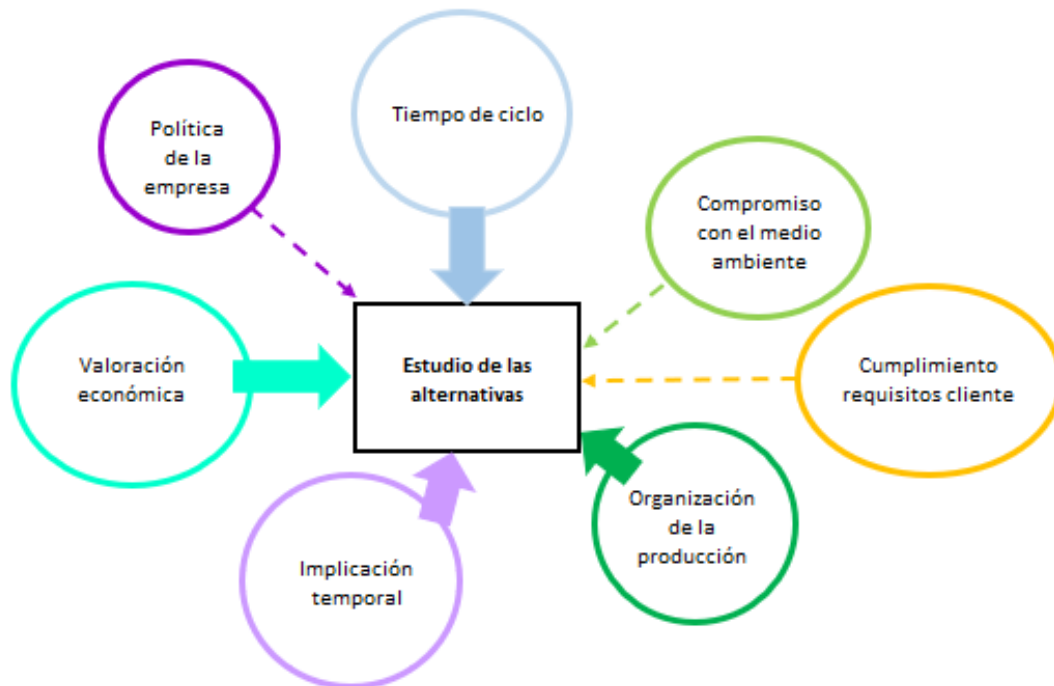 Tiempo de ciclo
Política
de la
empresa
Compromiso
con el medio
ambiente
Valoración
económica
Estudio de las
alternativas
Cumplimiento
requisitos cliente
Organización
de la
producción
Implicación
temporal